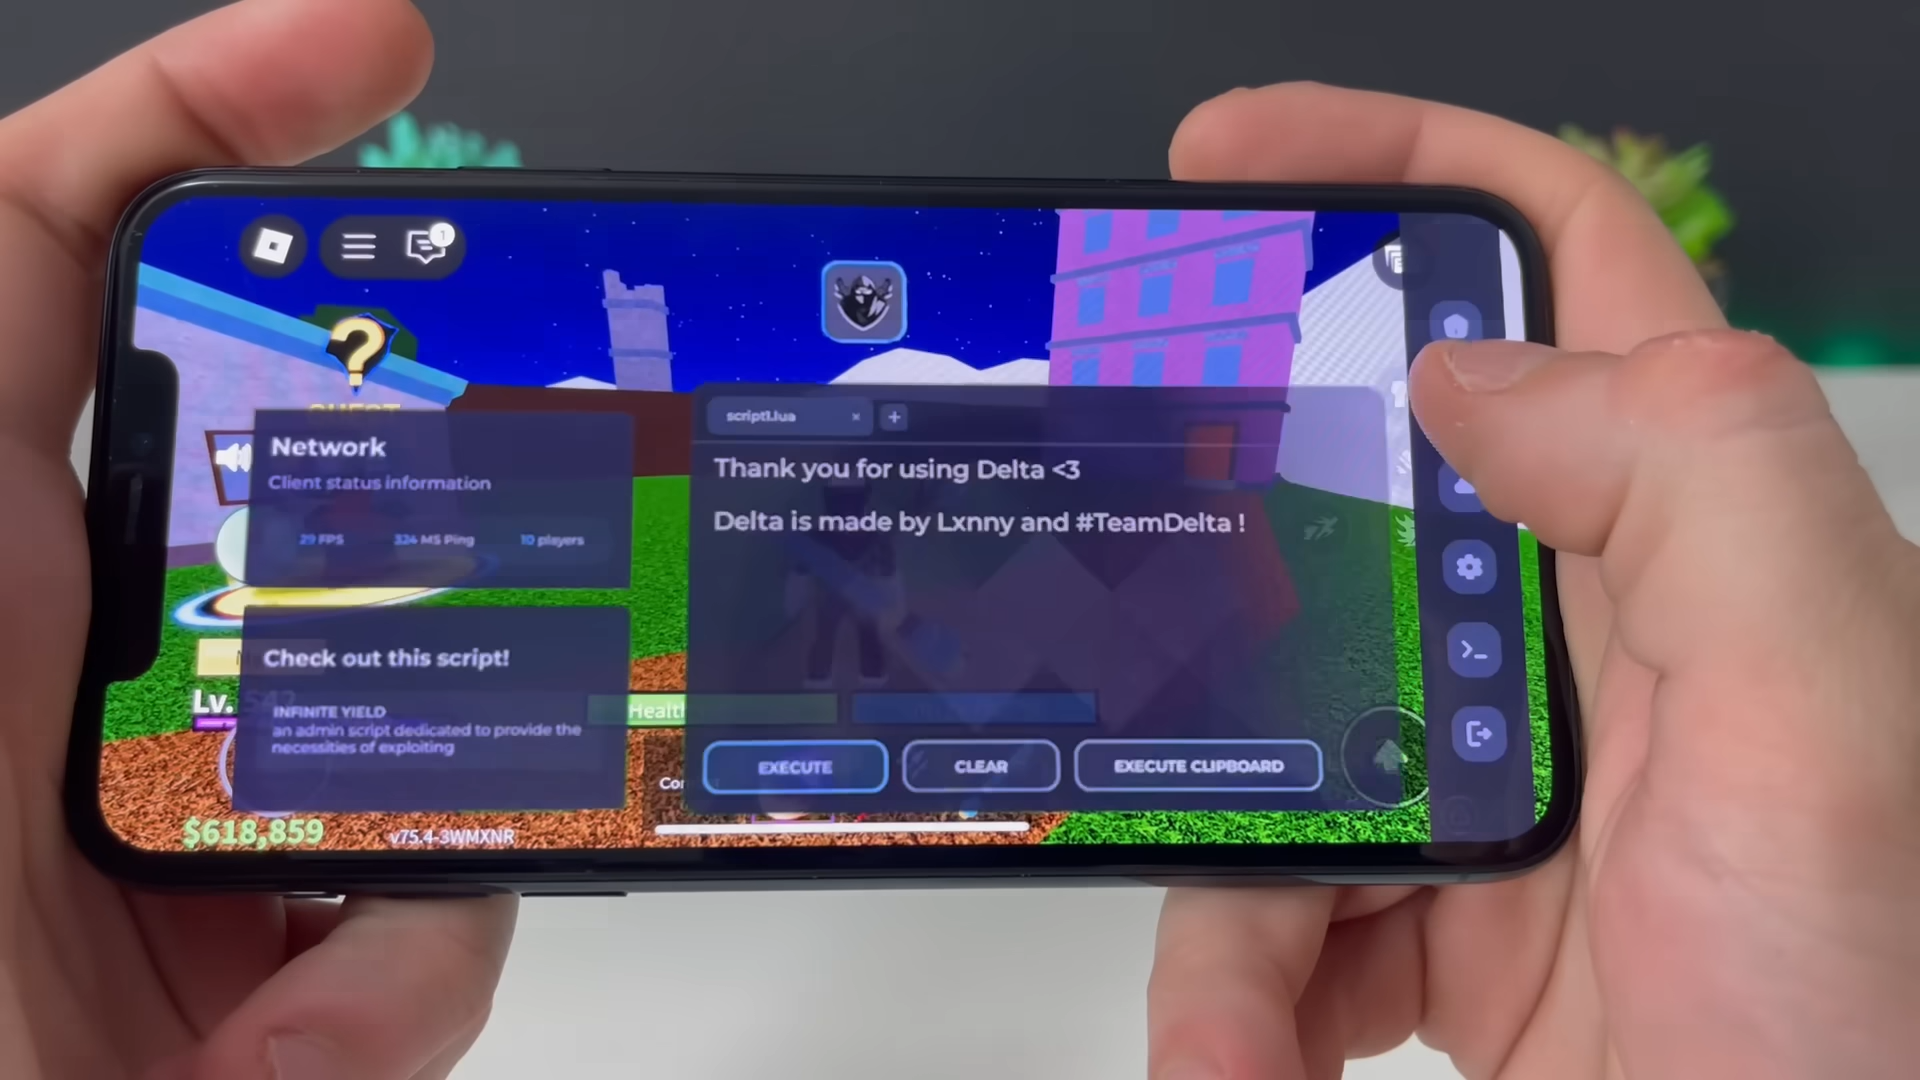 1
script1.lua × +
Network
Client status information
29 FPS 324 MS Ping 10 players
Thank you for using Delta <3
Delta is made by Lxnny and #TeamDelta !
Check out this script!
INFINITE YIELD
an admin script dedicated to provide the
necessities of exploiting
Lv.
Health
EXECUTE
CLEAR
EXECUTE CLIPBOARD
$618,859
v75.4-3WMXNR